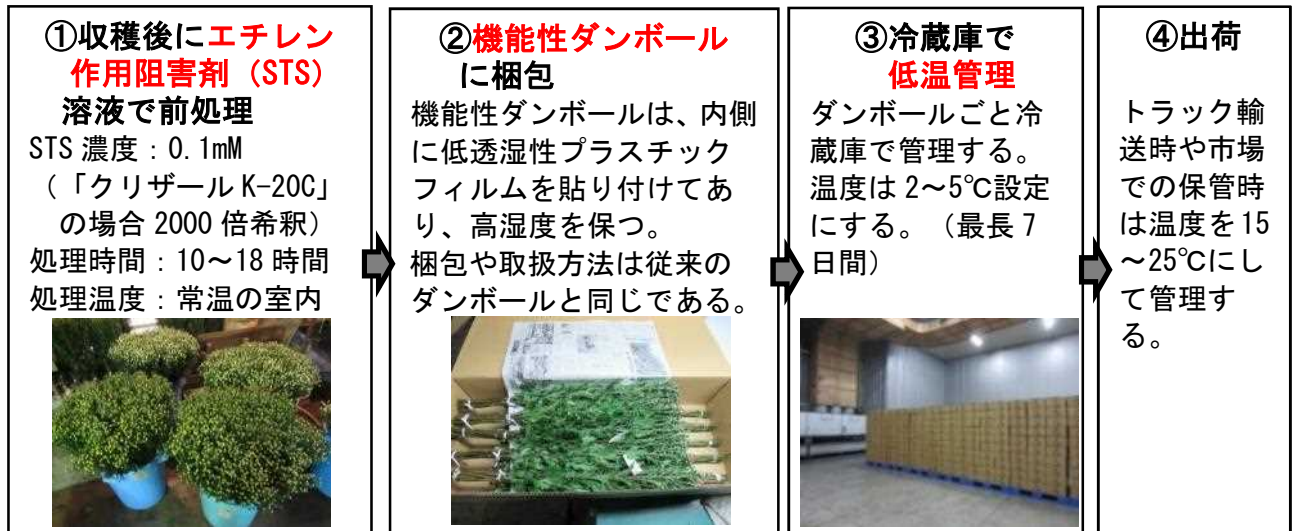 ①収穫後にエチレン
作用阻害剤（STS）
溶液で前処理
STS 濃度：0.1mM
（「クリザール K-20C」
の場合 2000 倍希釈）
処理時間：10～18 時間
処理温度：常温の室内
②機能性ダンボール
に梱包
機能性ダンボールは、内側
に低透湿性プラスチック
フィルムを貼り付けてあ
り、高湿度を保つ。
梱包や取扱方法は従来の
ダンボールと同じである。
③冷蔵庫で
低温管理
ダンボールごと冷
蔵庫で管理する。
温度は 2～5℃設定
にする。（最長 7
日間）
④出荷
トラック輸
送時や市場
での保管時
は温度を 15
～25℃にし
て管理す
る。